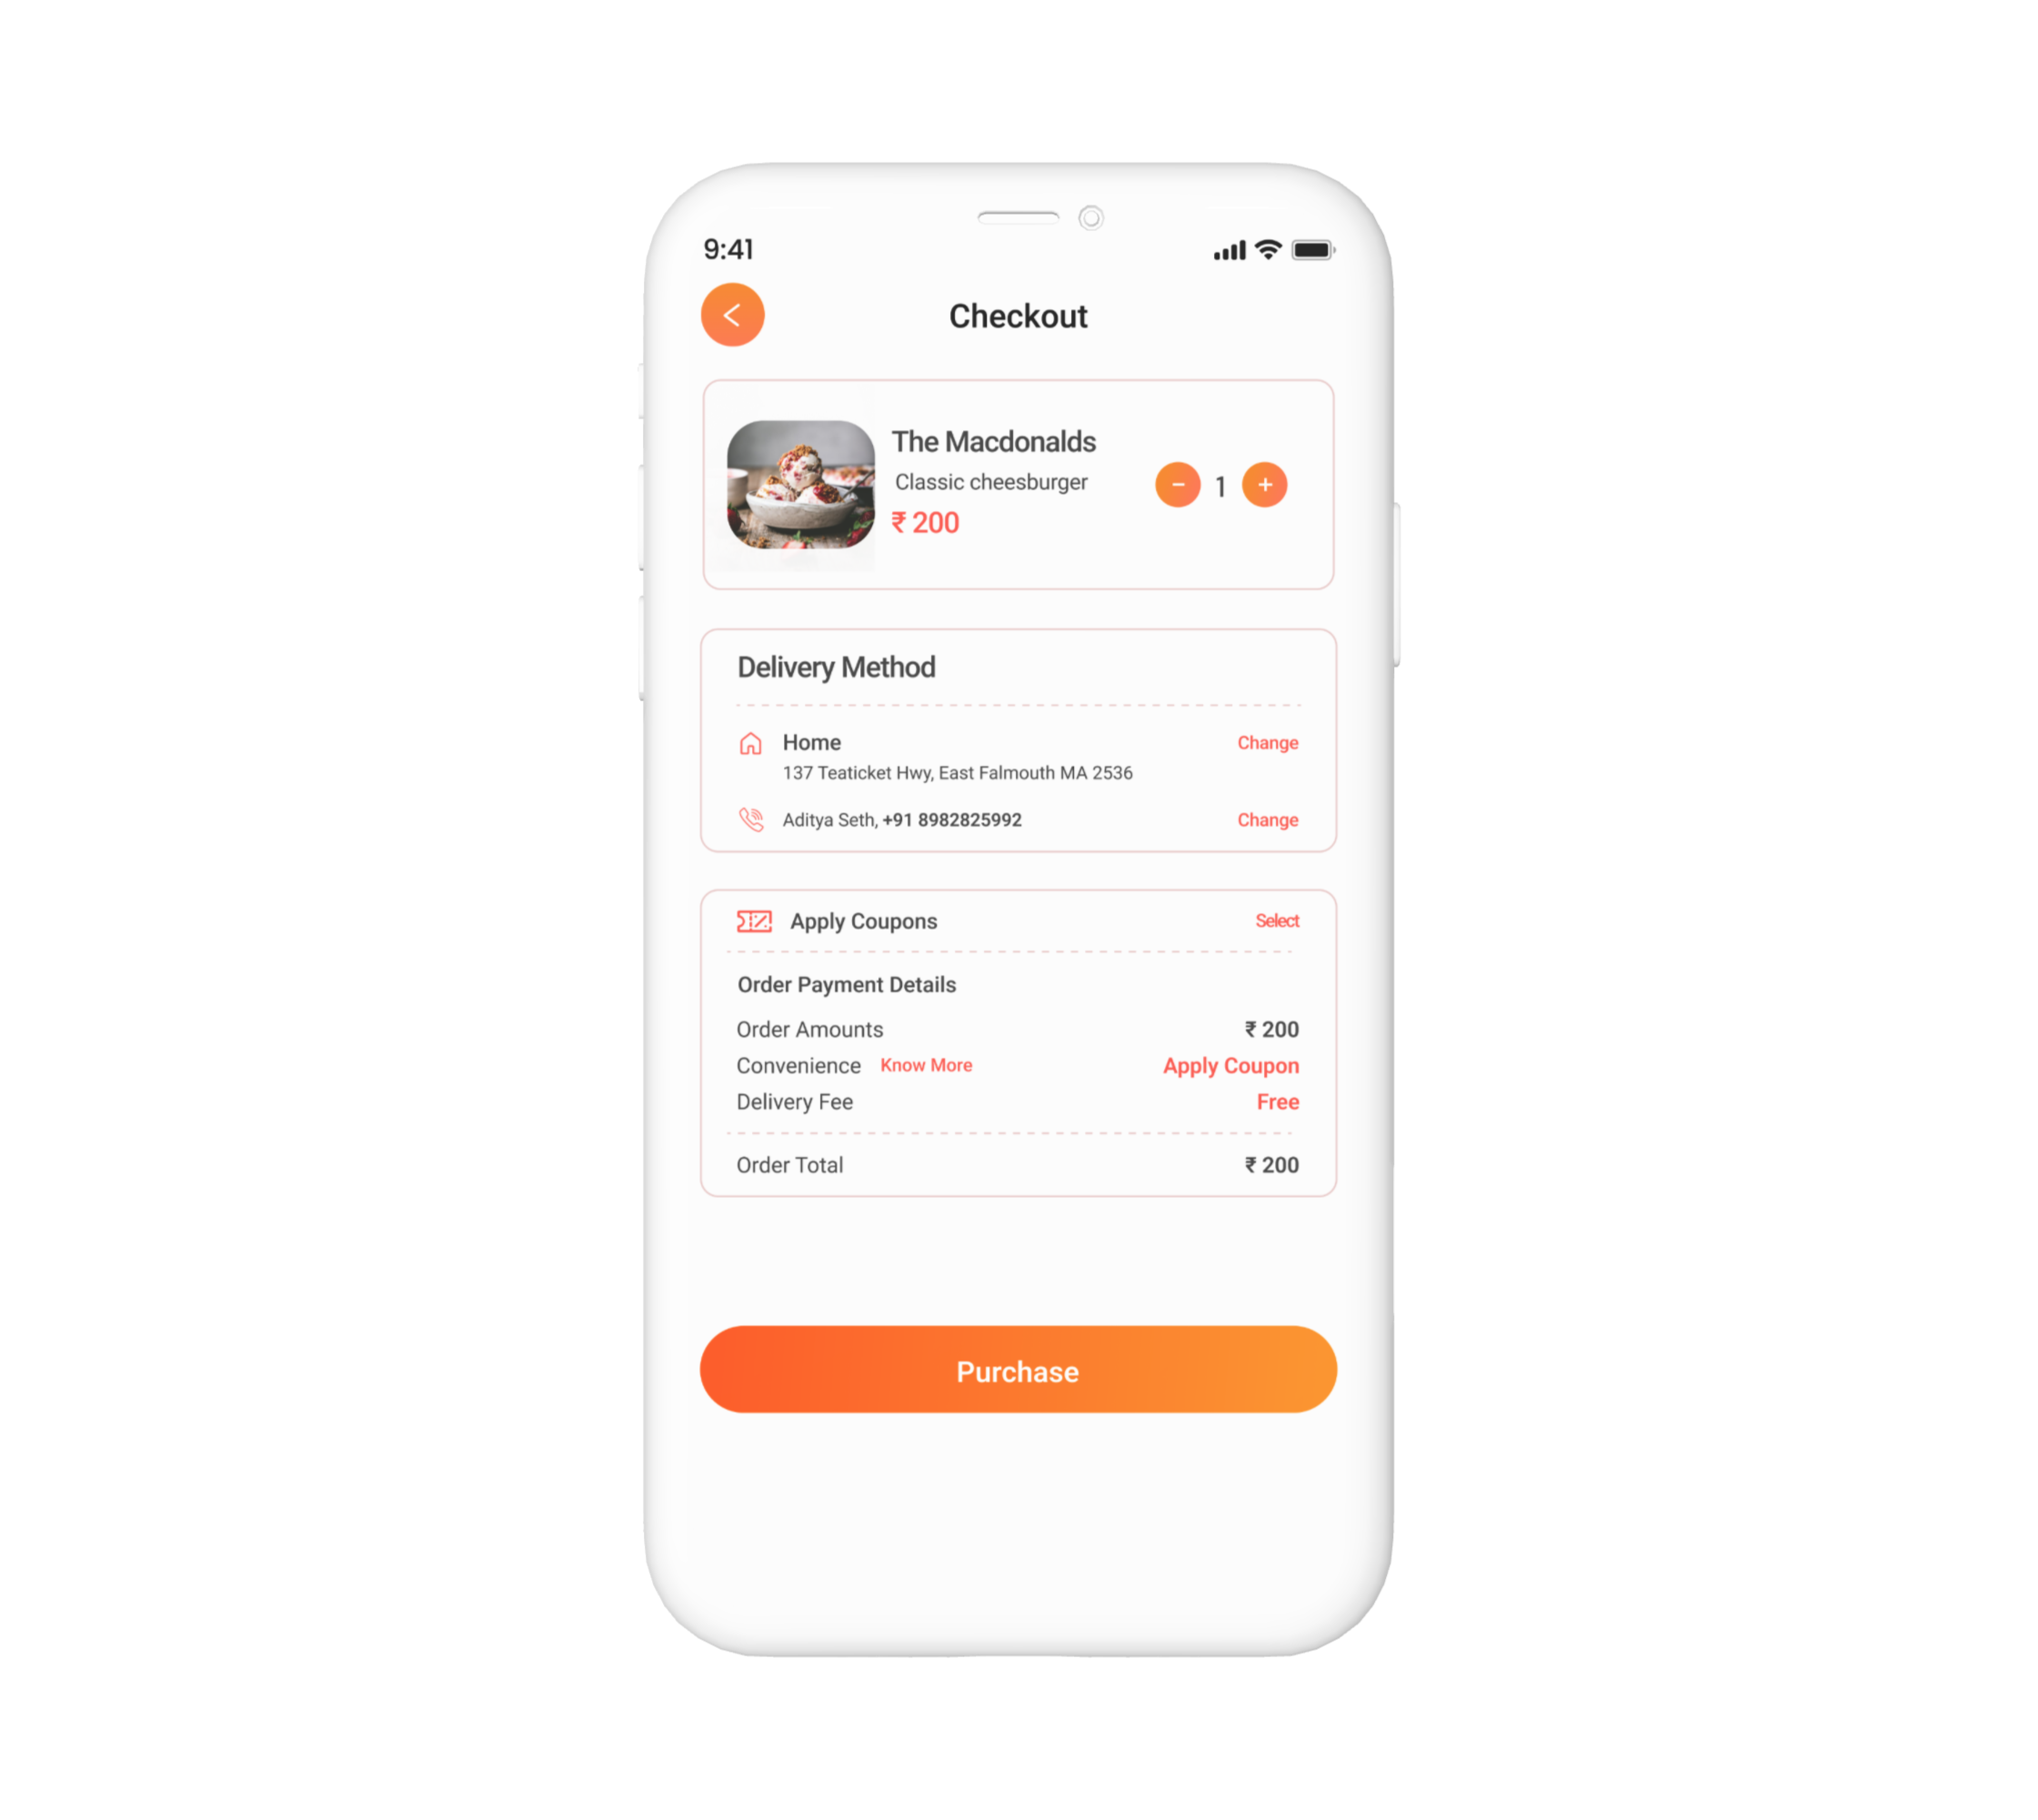 9:41
Checkout
The Macdonalds
Classic cheesburger
₹ 200
1
Delivery Method
Home
Change
137 Teaticket Hwy, East Falmouth MA 2536
Aditya Seth, +91 8982825992
Change
Apply Coupons
Select
Order Payment Details
Order Amounts
₹ 200
Convenience
Know More
Apply Coupon
Delivery Fee
Free
Order Total
₹ 200
Purchase